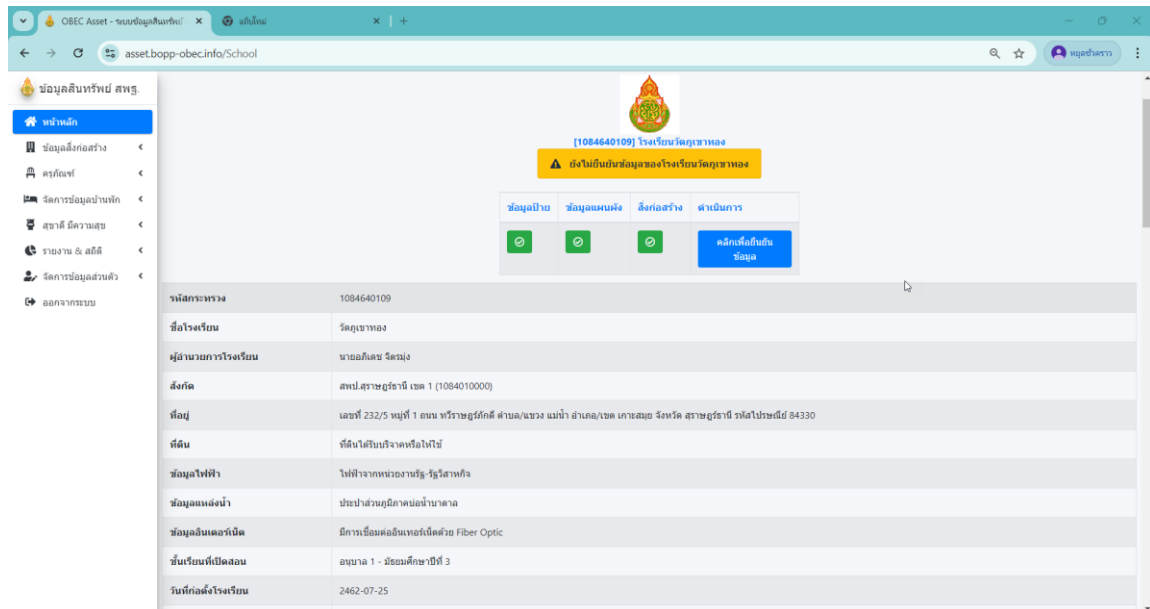 OBEC Asset - ระบบข้อมูลสินทรัพย์
แท็บใหม่
asset.bopp-obec.info/School
หยุดชั่วคราว
ข้อมูลสินทรัพย์ สพฐ.
หน้าหลัก
ข้อมูลสิ่งก่อสร้าง
ครุภัณฑ์
จัดการข้อมูลบ้านพัก
สุขาดี มีความสุข
รายงาน & สถิติ
จัดการข้อมูลส่วนตัว
ออกจากระบบ
[1084640109] โรงเรียนวัดภูเขาทอง
ยังไม่ยืนยันข้อมูลของโรงเรียนวัดภูเขาทอง
ข้อมูลป้าย ข้อมูลแผนผัง สิ่งก่อสร้าง ดำเนินการ
คลิกเพื่อยืนยัน
ข้อมูล
รหัสกระทรวง 1084640109
ชื่อโรงเรียน วัดภูเขาทอง
ผู้อำนวยการโรงเรียน นายอภิเดช จิตรมุ่ง
สังกัด สพป.สุราษฎร์ธานี เขต 1 (1084010000)
ที่อยู่ เลขที่ 232/5 หมู่ที่ 1 ถนน ทวีราษฎร์ภักดี ตำบล/แขวง แม่น้ำ อำเภอ/เขต เกาะสมุย จังหวัด สุราษฎร์ธานี รหัสไปรษณีย์ 84330
ที่ดิน ที่ดินได้รับบริจาคหรือให้ใช้
ข้อมูลไฟฟ้า ไฟฟ้าจากหน่วยงานรัฐ-รัฐวิสาหกิจ
ข้อมูลแหล่งน้ำ ประปาส่วนภูมิภาคบ่อน้ำบาดาล
ข้อมูลอินเตอร์เน็ต มีการเชื่อมต่ออินเทอร์เน็ตด้วย Fiber Optic
ชั้นเรียนที่เปิดสอน อนุบาล 1 - มัธยมศึกษาปีที่ 3
วันที่ก่อตั้งโรงเรียน 2462-07-25